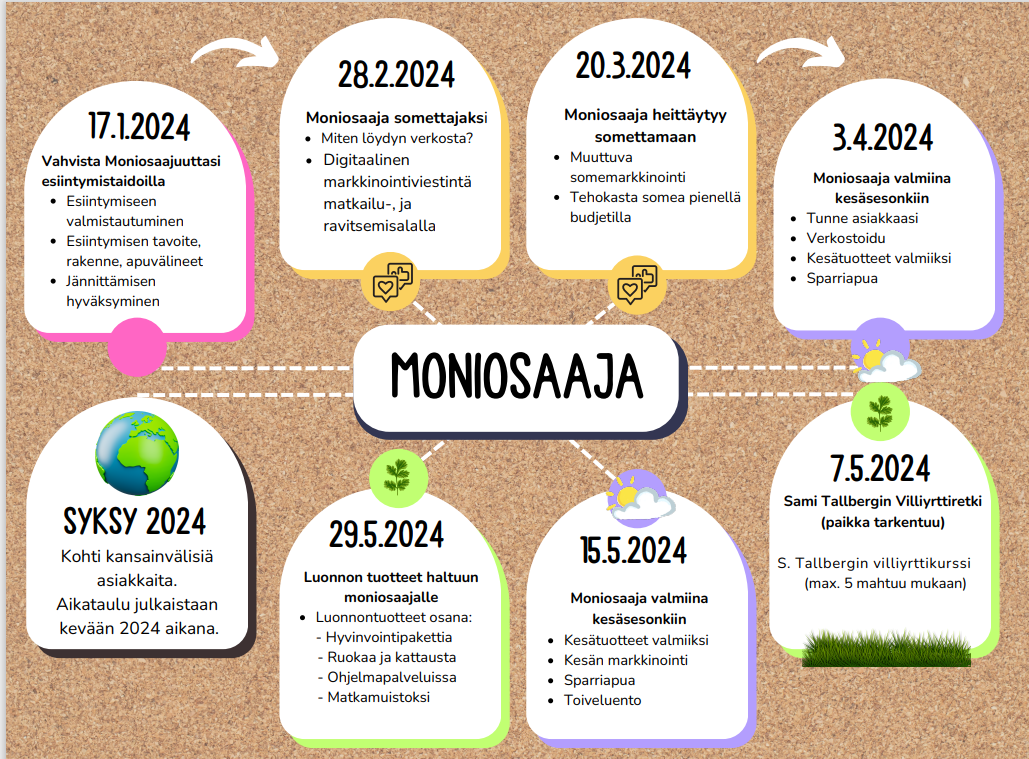 17.1.2024
Vahvista Moniosaajuuttasi
esiintymistaidoilla
• Esiintymiseen
valmistautuminen
• Esiintymisen tavoite,
rakenne, apuvälineet
• Jännittämisen
hyväksyminen
28.2.2024
Moniosaaja somettajaksi
• Miten löydyn verkosta?
• Digitaalinen
markkinointiviestintä
matkailu-, ja
ravitsemisalalla
20.3.2024
Moniosaaja heittäytyy
somettamaan
• Muuttuva
somemarkkinointi
• Tehokasta somea pienellä
budjetilla
3.4.2024
Moniosaaja valmiina
kesäsesonkiin
• Tunne asiakkaasi
• Verkostoidu
• Kesätuotteet valmiiksi
• Sparriapua
MONIOSAAJA
7.5.2024
Sami Tallbergin Villiyrttiretki
(paikka tarkentuu)
S. Tallbergin villiyrttikurssi
(max. 5 mahtuu mukaan)
15.5.2024
Moniosaaja valmiina
kesäsesonkiin
• Kesätuotteet valmiiksi
• Kesän markkinointi
• Sparriapua
• Toiveluento
29.5.2024
Luonnon tuotteet haltuun
moniosaajalle
• Luonnontuotteet osana:
- Hyvinvointipakettia
- Ruokaa ja kattausta
- Ohjelmapalveluissa
- Matkamuistoksi
SYKSY 2024
Kohti kansainvälisiä
asiakkaita.
Aikataulu julkaistaan
kevään 2024 aikana.